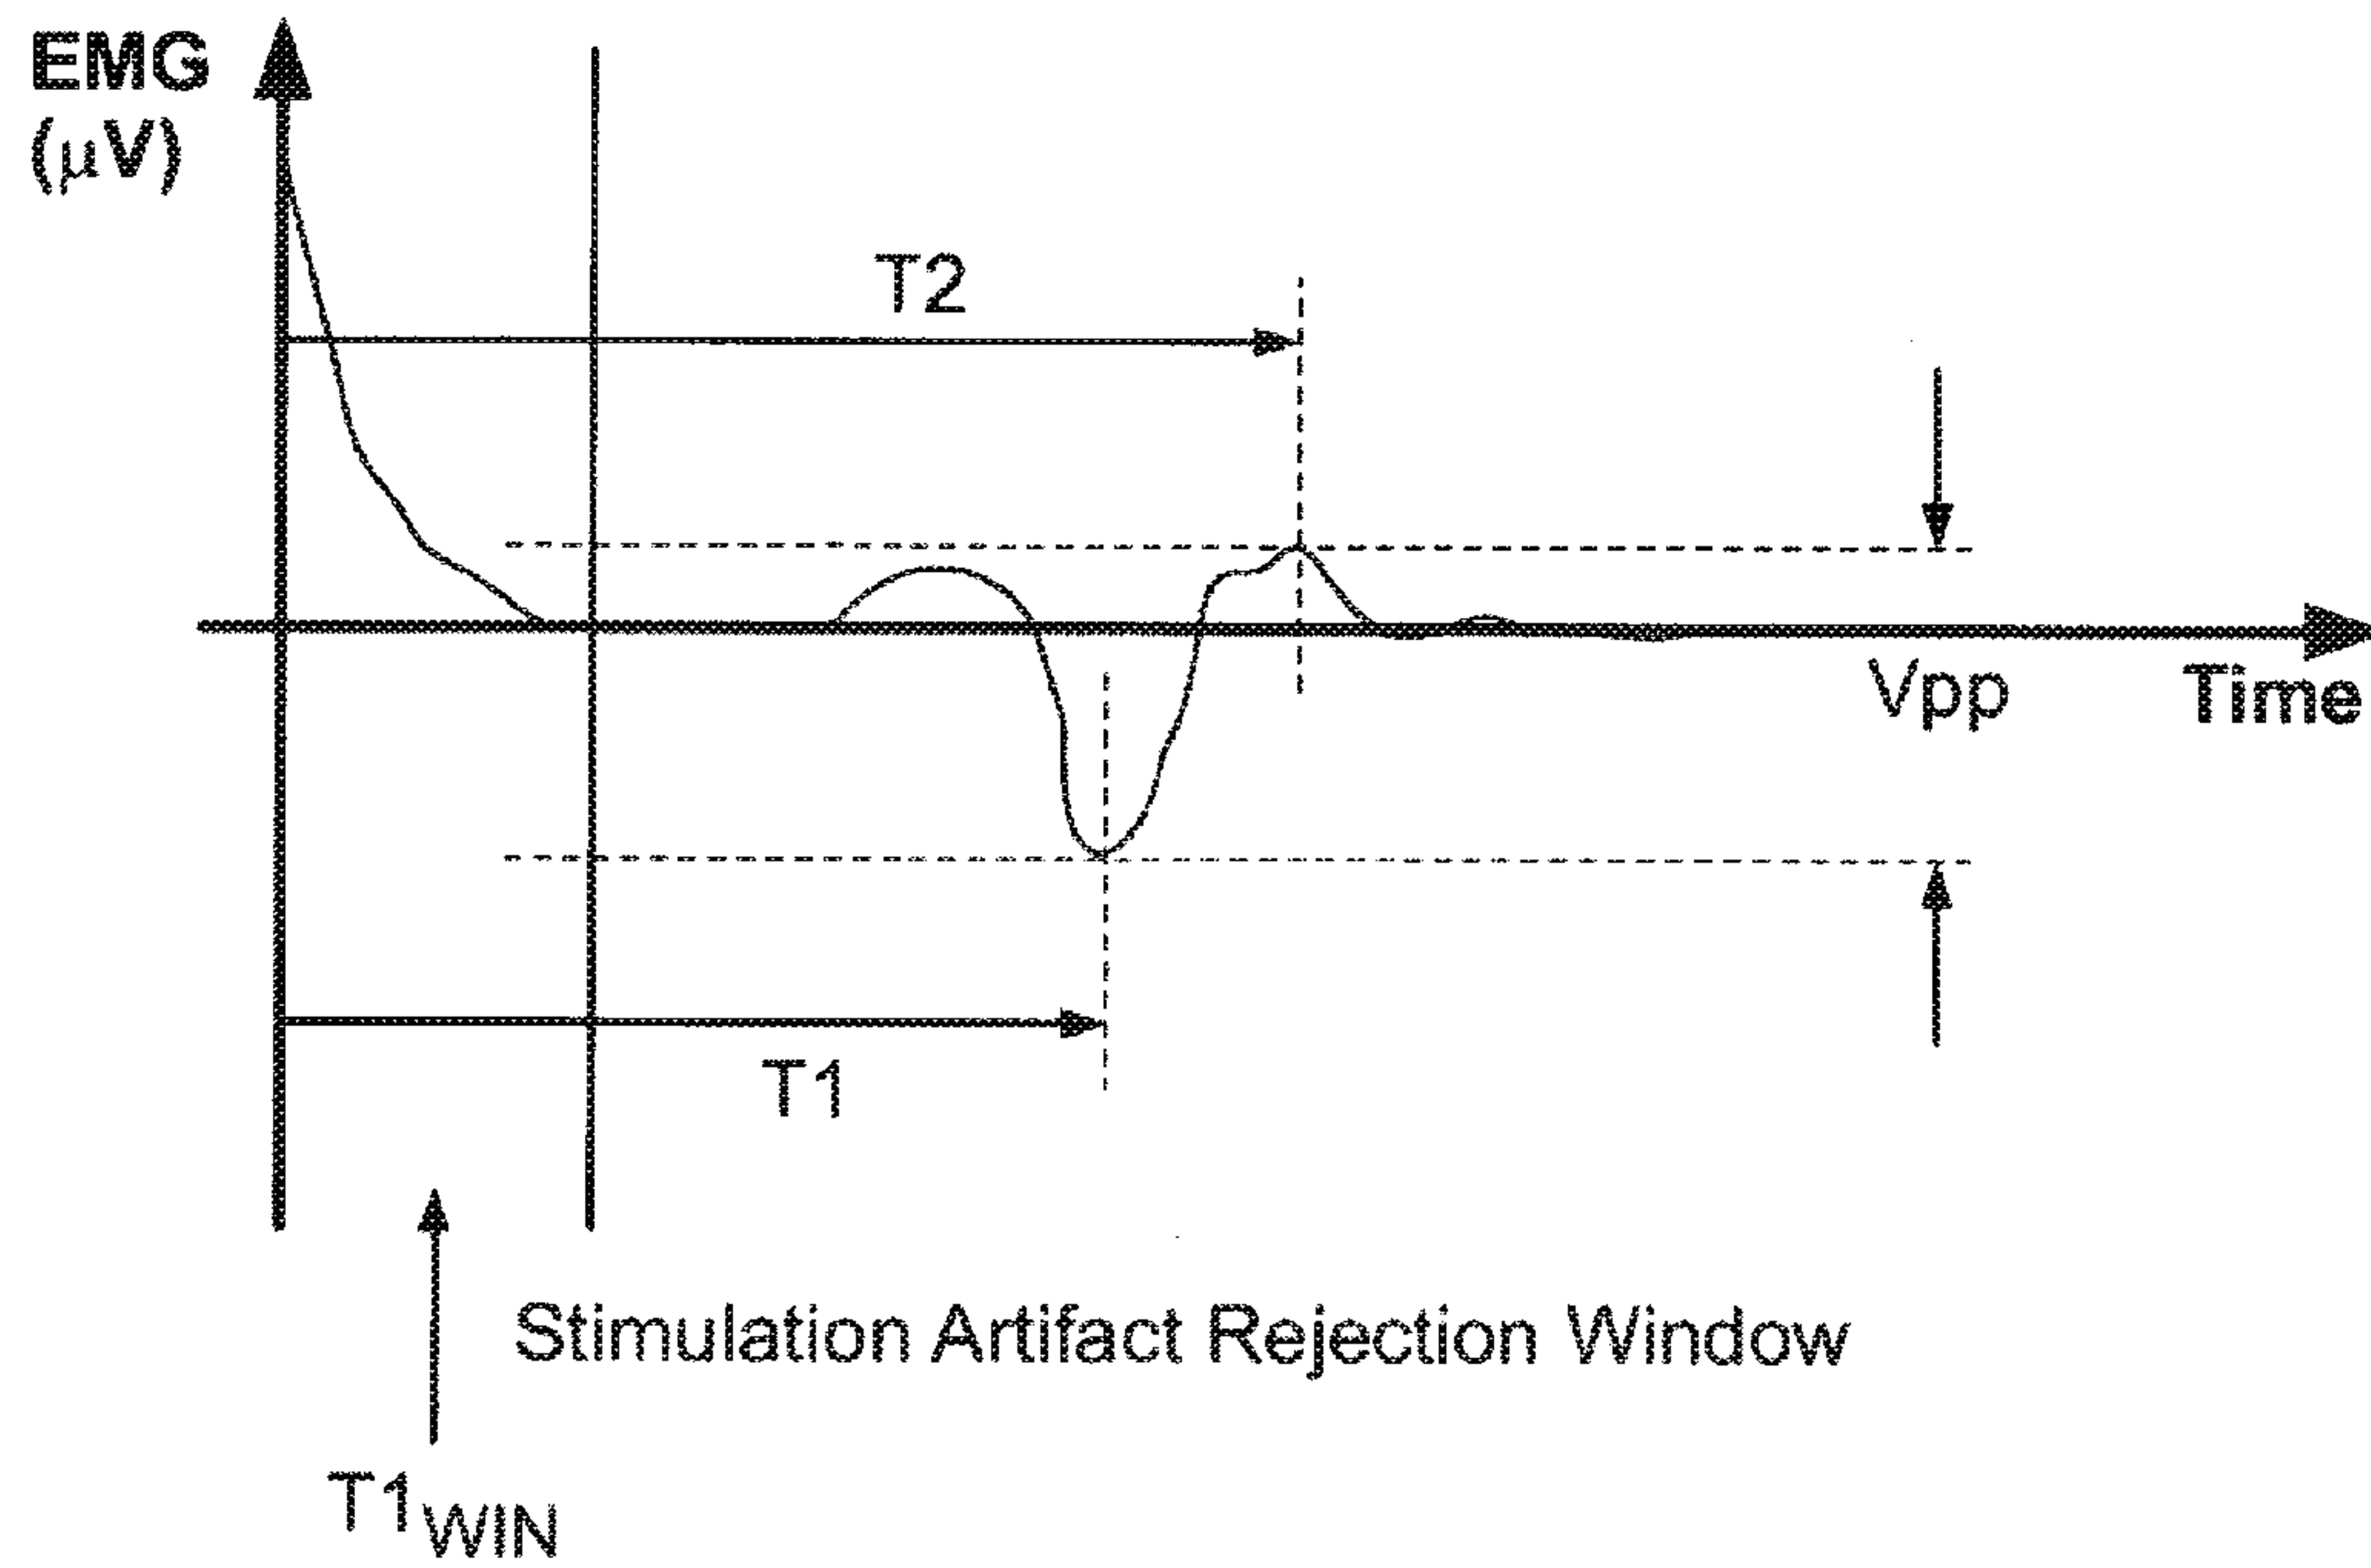 EMG
(μV)
T2
Vpp
Time
T1
Stimulation Artifact Rejection Window
T1WIN